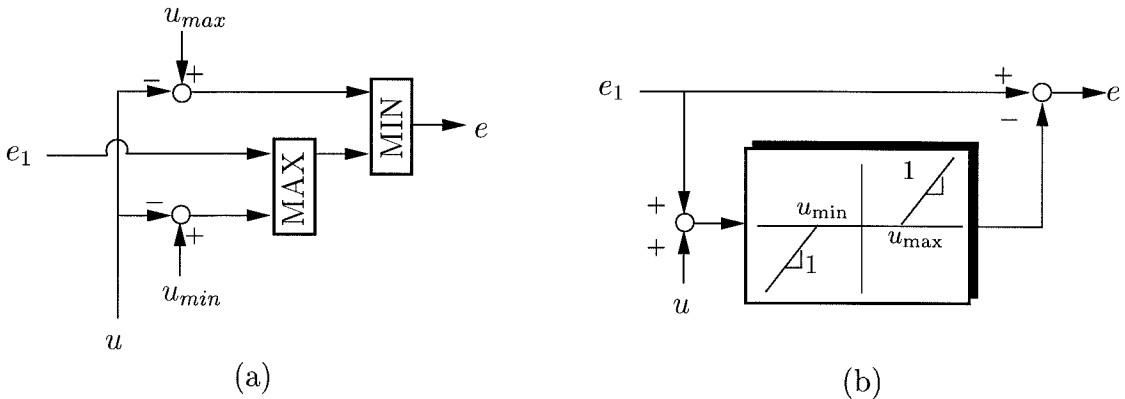 u_max
− +
e_1
MAX
MIN
e
− +
u_min
u
(a)
e_1
+
−
e
+
+
u
u_min
1
u_max
1
(b)